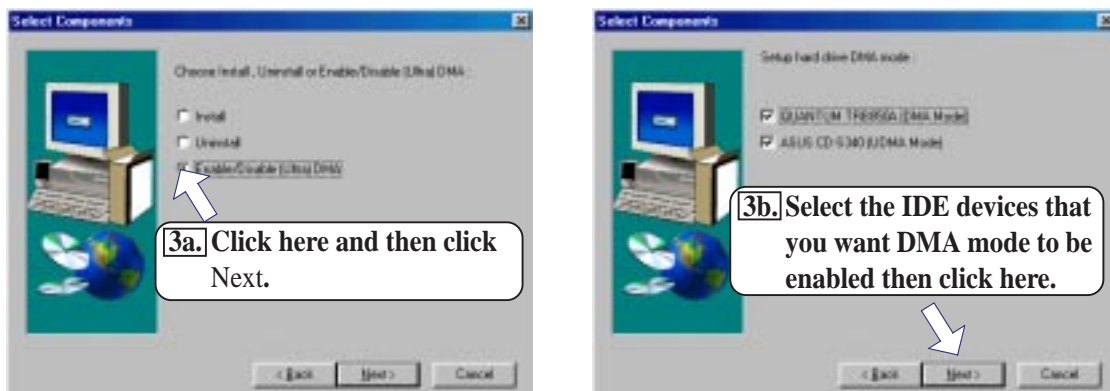 Select Components
Choose Install, Uninstall or Enable/Disable (Ultra) DMA :
Install
Uninstall
Enable/Disable (Ultra) DMA
3a. Click here and then click
Next.
< Back
Next >
Cancel
Select Components
Setup hard drive DMA mode :
QUANTUM (DMA Mode)
ASUS CD-S340 (UDMA Mode)
3b. Select the IDE devices that
you want DMA mode to be
enabled then click here.
< Back
Next >
Cancel